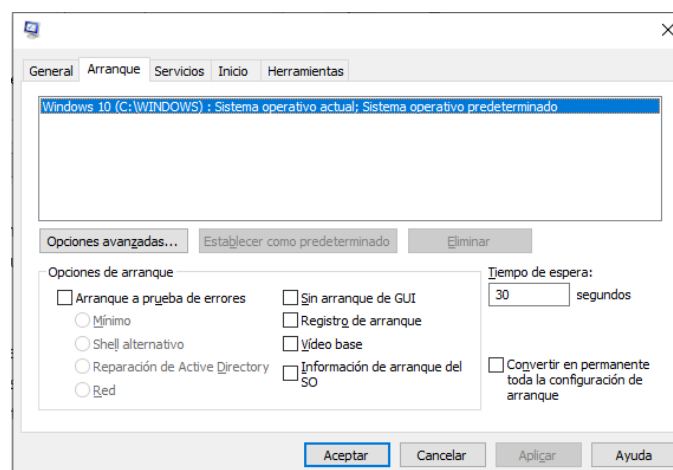 General Arranque Servicios Inicio Herramientas
Windows 10 (C:\WINDOWS) : Sistema operativo actual; Sistema operativo predeterminado
Opciones avanzadas... Establecer como predeterminado Eliminar
Opciones de arranque
Arranque a prueba de errores
Mínimo
Shell alternativo
Reparación de Active Directory
Red
Sin arranque de GUI
Registro de arranque
Vídeo base
Información de arranque del
SO
Tiempo de espera:
30 segundos
Convertir en permanente
toda la configuración de
arranque
Aceptar Cancelar Aplicar Ayuda